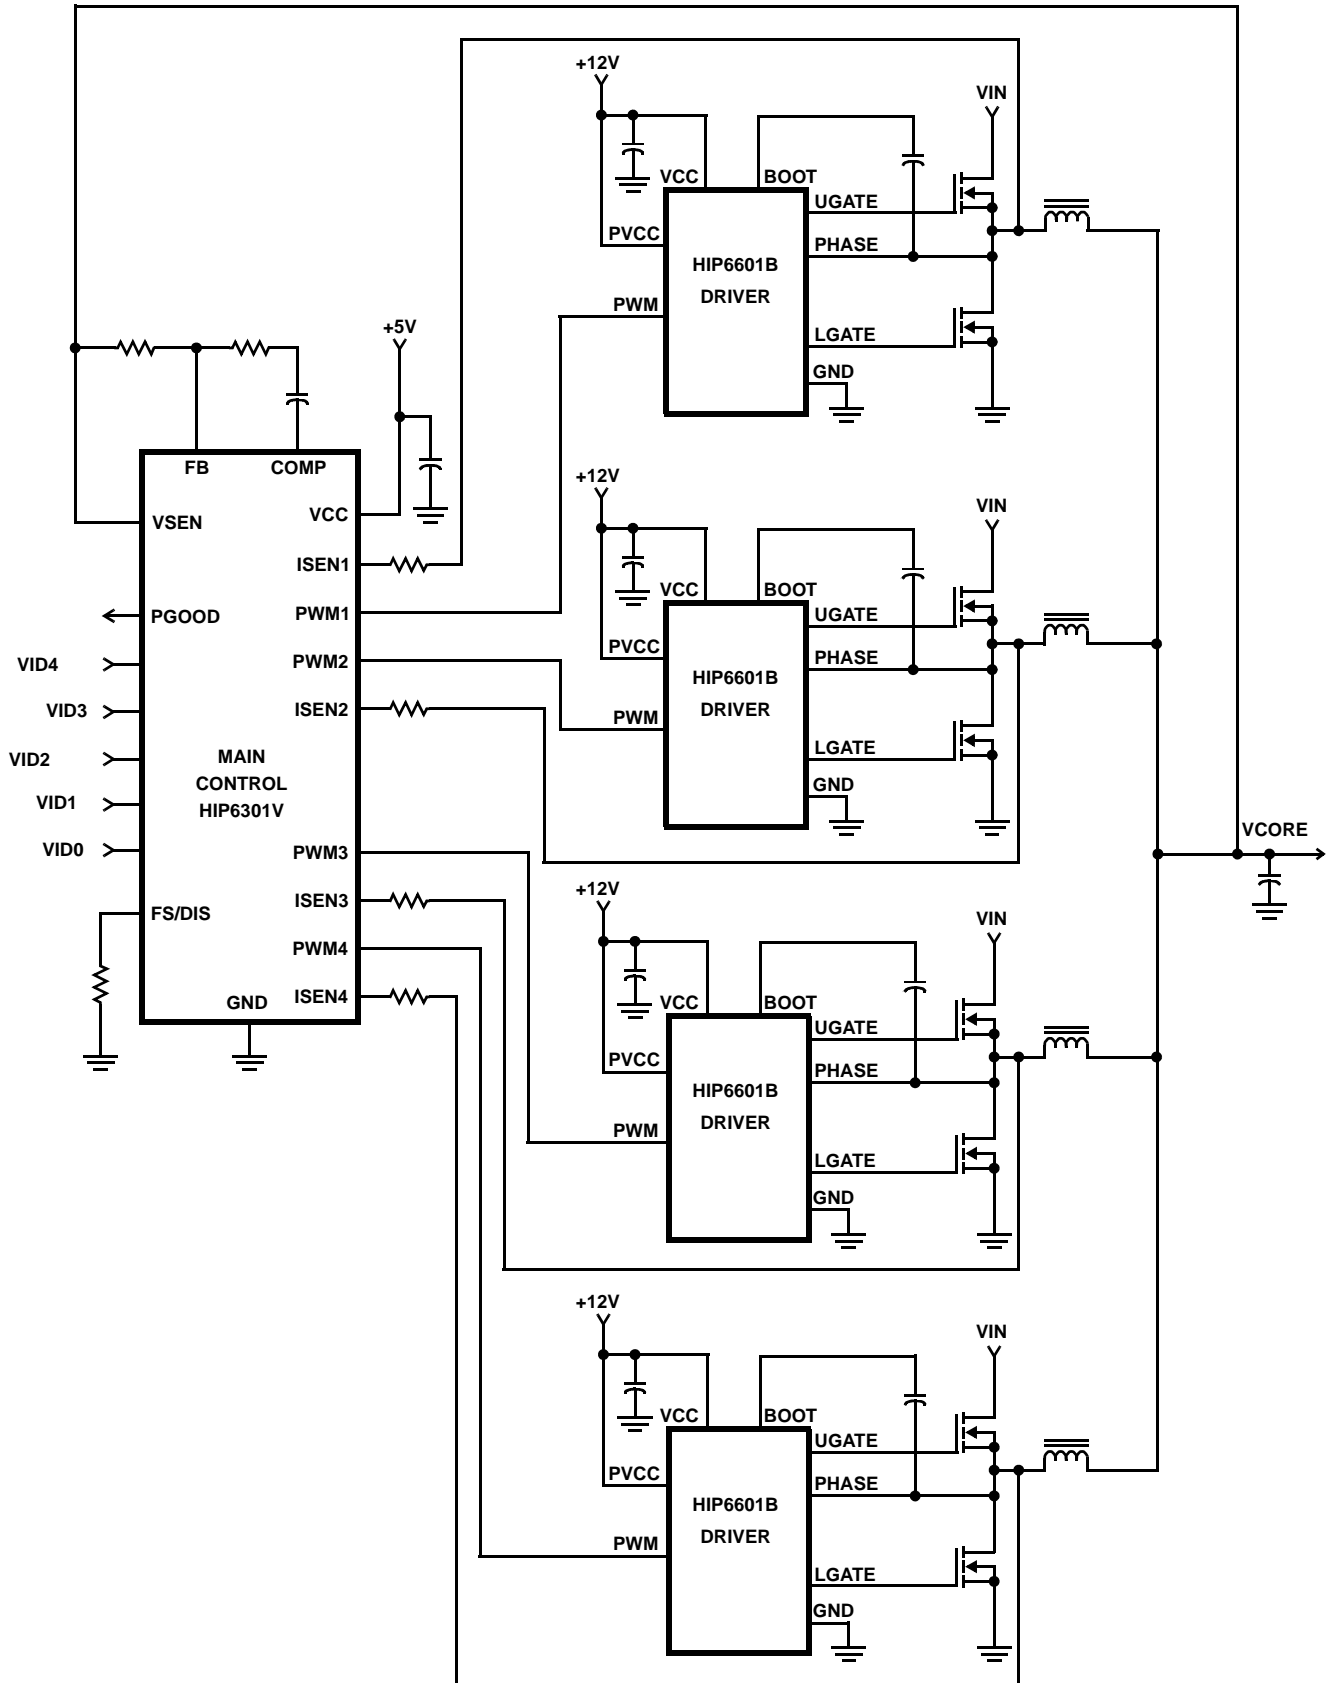 +12V
VIN
VCC
BOOT
UGATE
PVCC
PHASE
HIP6601B
DRIVER
PWM
LGATE
GND
+5V
FB
COMP
VSEN
VCC
ISEN1
PGOOD
PWM1
VID4
PWM2
VID3
ISEN2
VID2
MAIN
CONTROL
HIP6301V
VID1
VID0
PWM3
ISEN3
FS/DIS
PWM4
GND
ISEN4
+12V
VIN
VCC
BOOT
UGATE
PVCC
PHASE
HIP6601B
DRIVER
PWM
LGATE
GND
VCORE
+12V
VIN
VCC
BOOT
UGATE
PVCC
PHASE
HIP6601B
DRIVER
PWM
LGATE
GND
+12V
VIN
VCC
BOOT
UGATE
PVCC
PHASE
HIP6601B
DRIVER
PWM
LGATE
GND